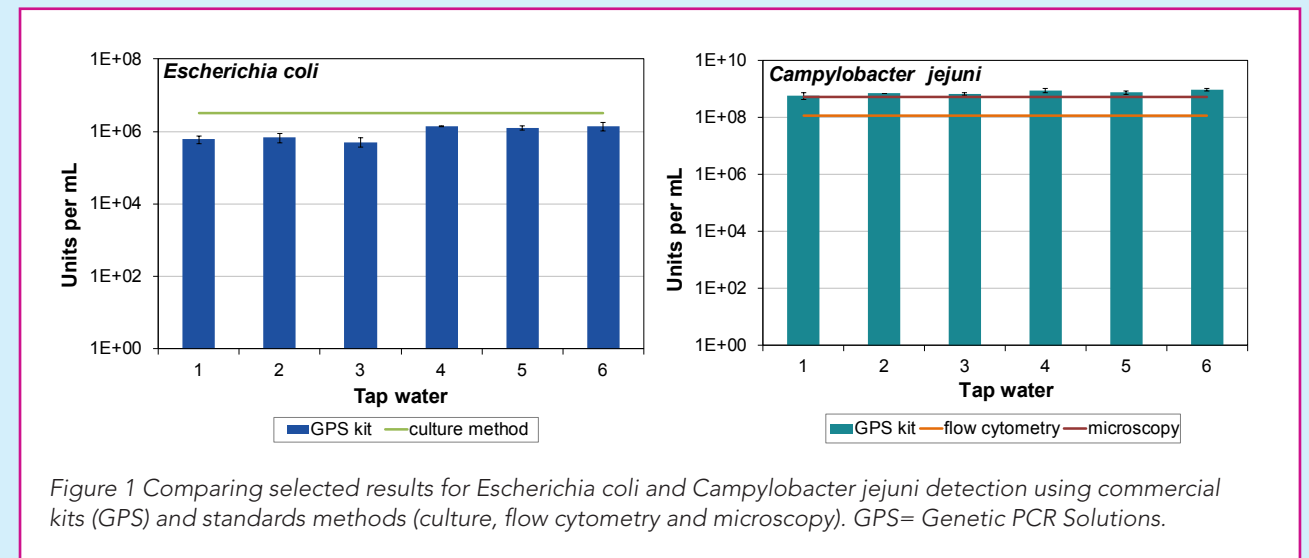 1E+08
Escherichia coli
1E+06
1E+04
1E+02
1E+00
Units per mL
1 2 3 4 5 6
Tap water
GPS kit culture method
1E+10
Campylobacter jejuni
1E+08
1E+06
1E+04
1E+02
1E+00
Units per mL
1 2 3 4 5 6
Tap water
GPS kit flow cytometry microscopy
Figure 1 Comparing selected results for Escherichia coli and Campylobacter jejuni detection using commercial
kits (GPS) and standards methods (culture, flow cytometry and microscopy). GPS= Genetic PCR Solutions.